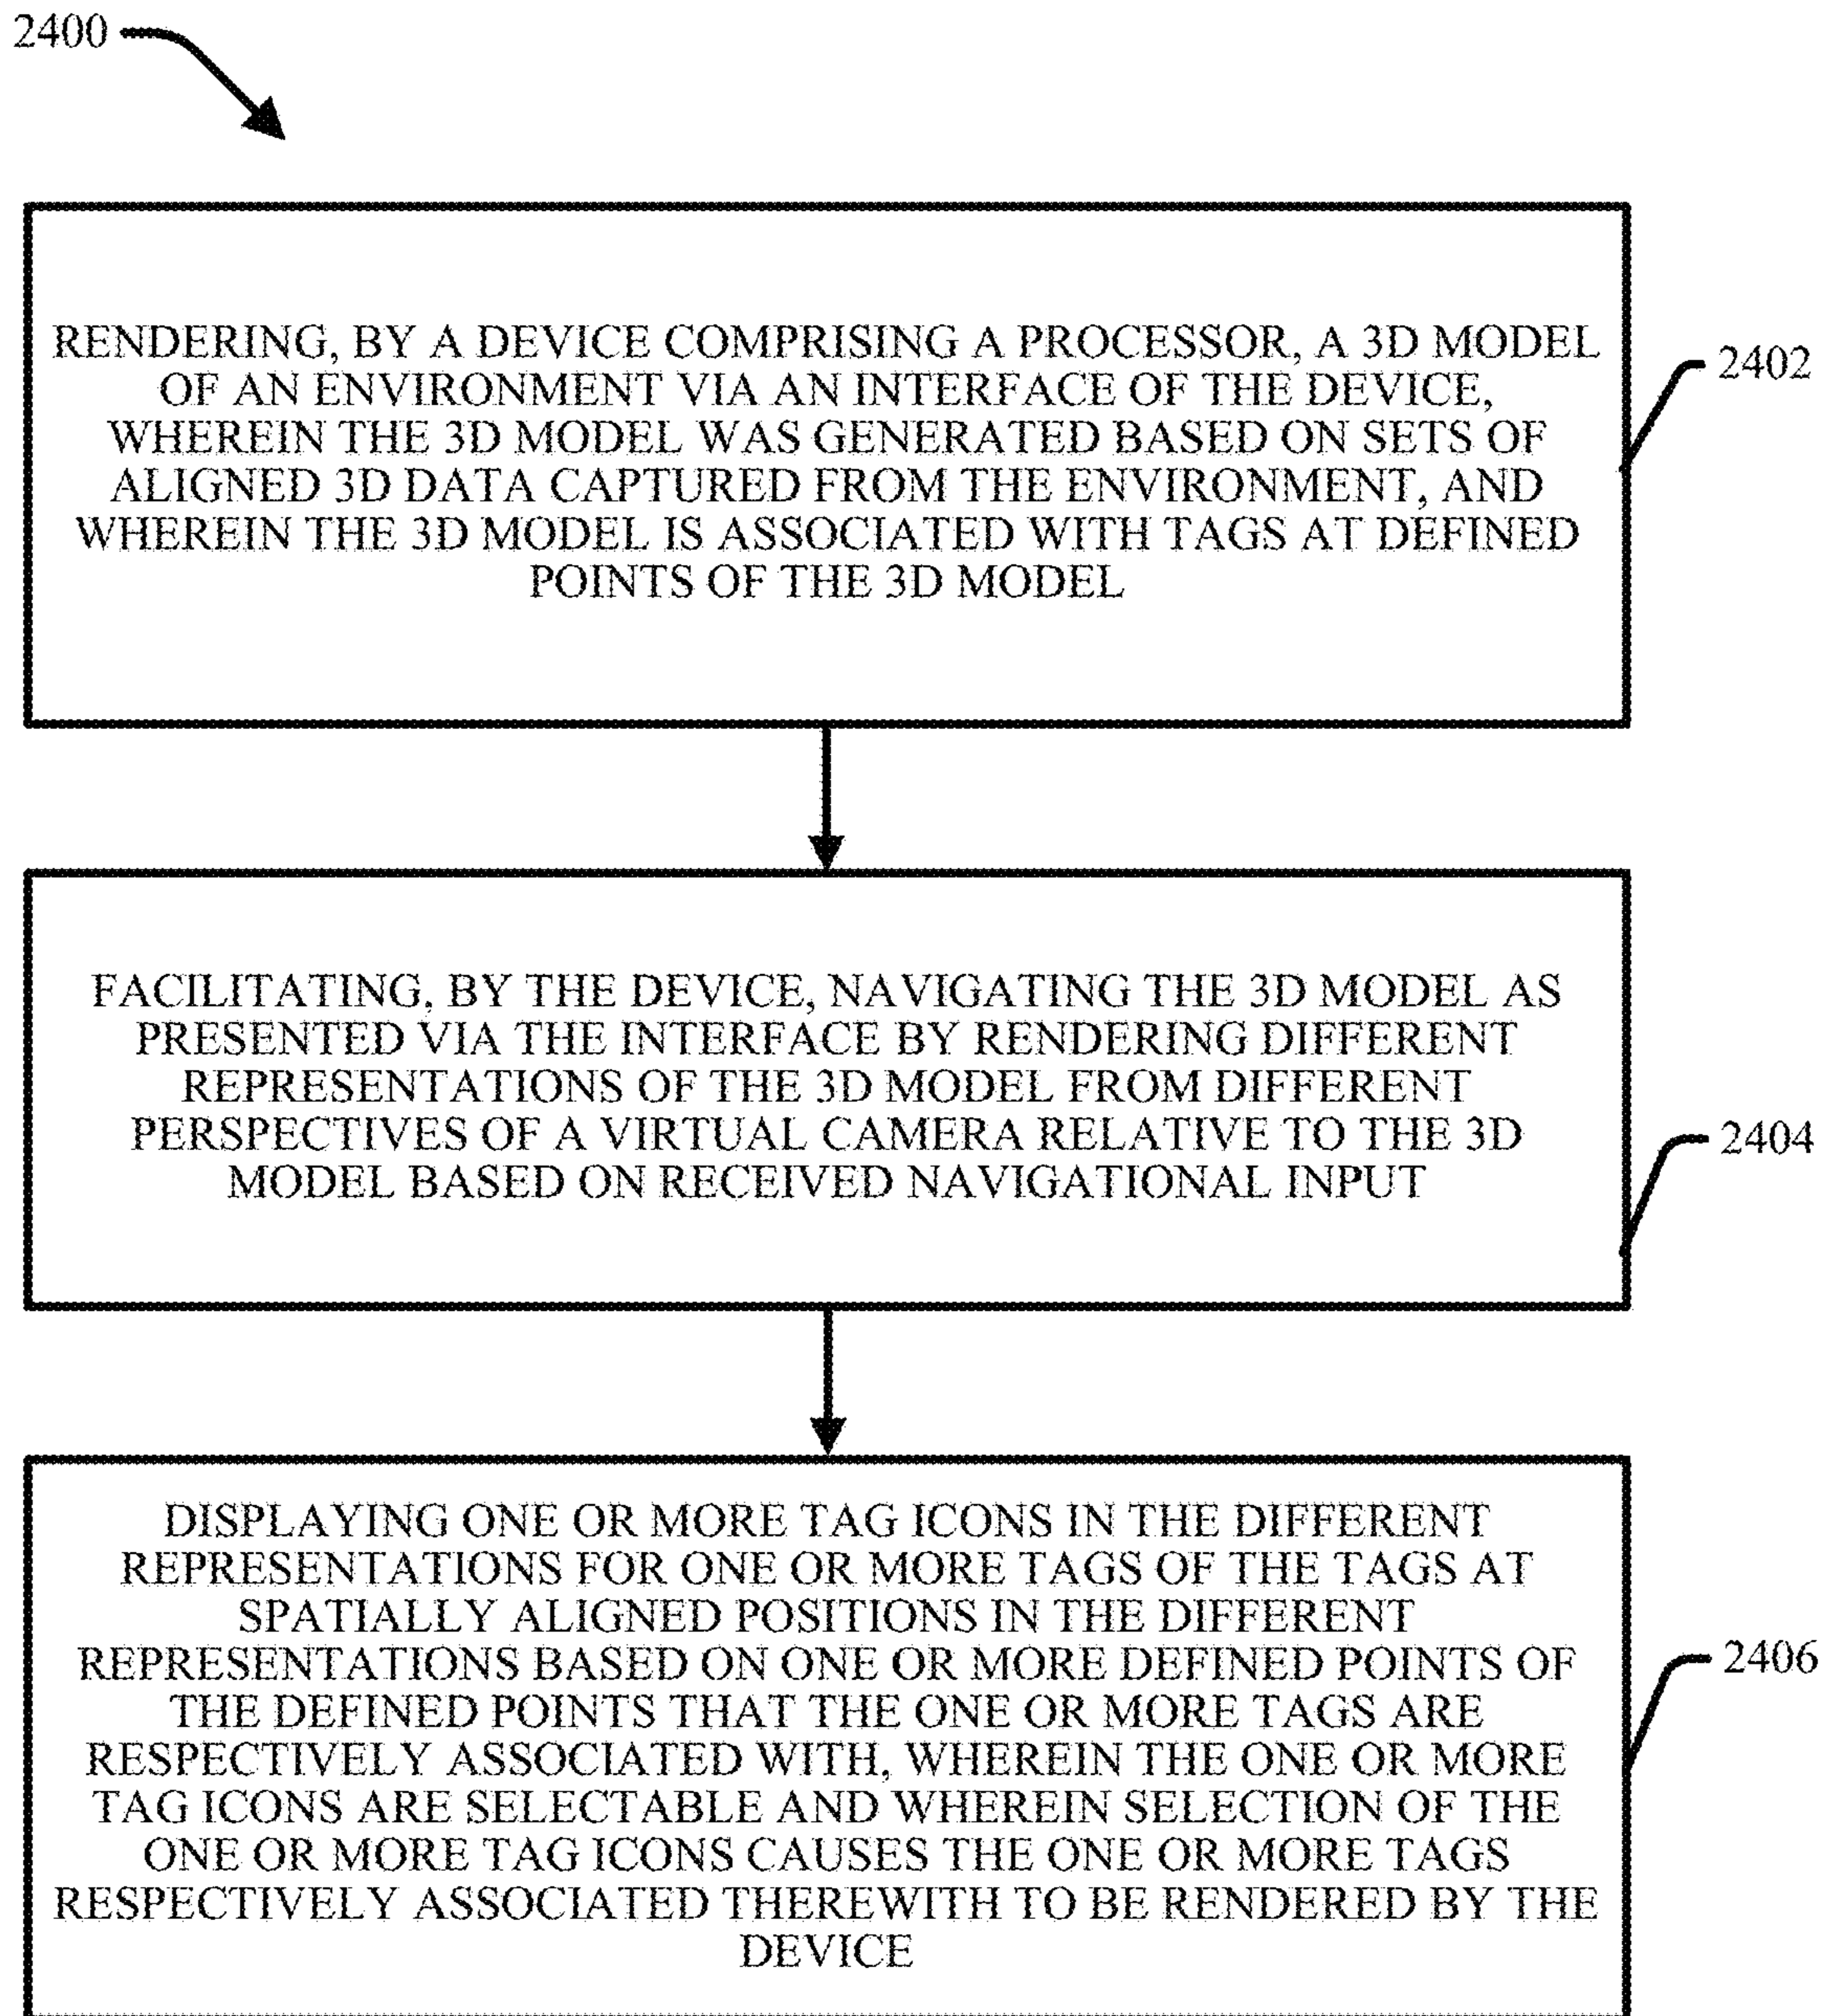 2400
RENDERING, BY A DEVICE COMPRISING A PROCESSOR, A 3D MODEL
OF AN ENVIRONMENT VIA AN INTERFACE OF THE DEVICE,
WHEREIN THE 3D MODEL WAS GENERATED BASED ON SETS OF
ALIGNED 3D DATA CAPTURED FROM THE ENVIRONMENT, AND
WHEREIN THE 3D MODEL IS ASSOCIATED WITH TAGS AT DEFINED
POINTS OF THE 3D MODEL
2402
FACILITATING, BY THE DEVICE, NAVIGATING THE 3D MODEL AS
PRESENTED VIA THE INTERFACE BY RENDERING DIFFERENT
REPRESENTATIONS OF THE 3D MODEL FROM DIFFERENT
PERSPECTIVES OF A VIRTUAL CAMERA RELATIVE TO THE 3D
MODEL BASED ON RECEIVED NAVIGATIONAL INPUT
2404
DISPLAYING ONE OR MORE TAG ICONS IN THE DIFFERENT
REPRESENTATIONS FOR ONE OR MORE TAGS OF THE TAGS AT
SPATIALLY ALIGNED POSITIONS IN THE DIFFERENT
REPRESENTATIONS BASED ON ONE OR MORE DEFINED POINTS OF
THE DEFINED POINTS THAT THE ONE OR MORE TAGS ARE
RESPECTIVELY ASSOCIATED WITH, WHEREIN THE ONE OR MORE
TAG ICONS ARE SELECTABLE AND WHEREIN SELECTION OF THE
ONE OR MORE TAG ICONS CAUSES THE ONE OR MORE TAGS
RESPECTIVELY ASSOCIATED THEREWITH TO BE RENDERED BY THE
DEVICE
2406